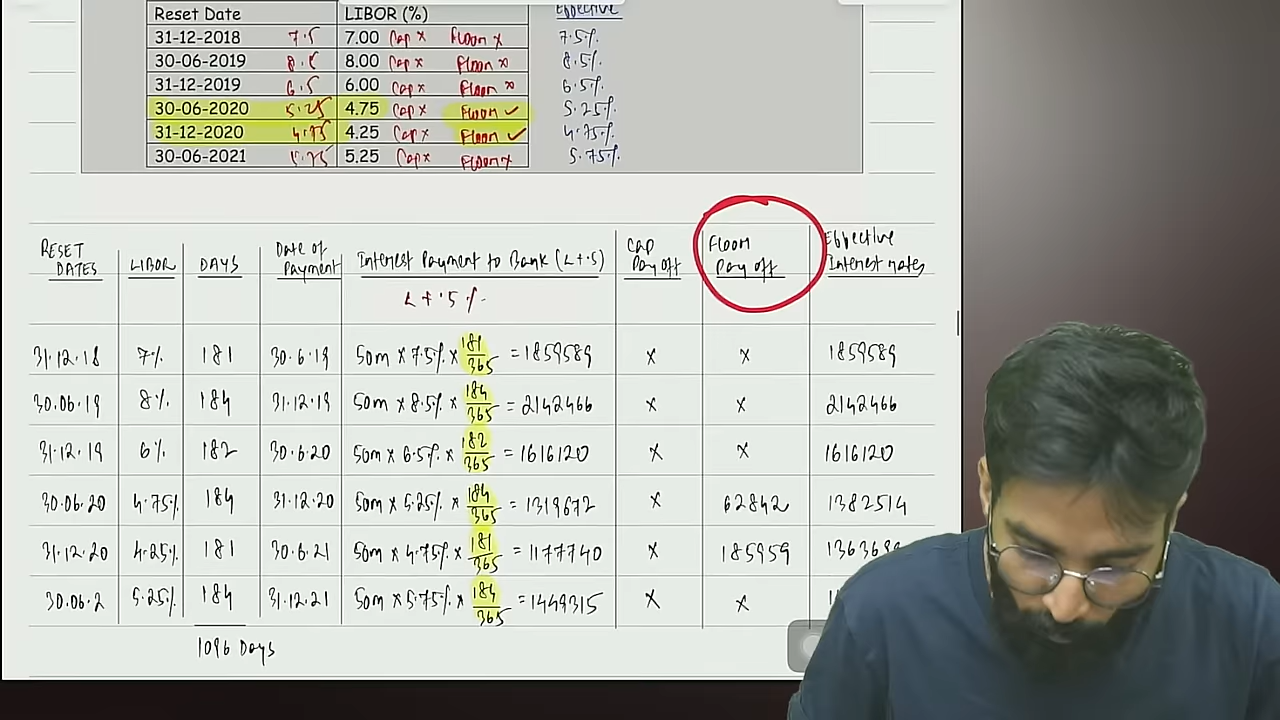 Reset Date LIBOR (%) Effective
31-12-2018 7.5 7.00 Cap x Floor x 7.5%
30-06-2019 8.5 8.00 Cap x Floor x 8.5%
31-12-2019 6.5 6.00 Cap x Floor x 6.5%
30-06-2020 5.25 4.75 Cap x Floor ✓ 5.25%
31-12-2020 4.75 4.25 Cap x Floor ✓ 4.75%
30-06-2021 5.75 5.25 Cap x Floor x 5.75%
RESET DATES LIBOR DAYS Date of Payment Interest Payment to Bank (L+.5) Cap Pay off Floor Pay off Effective Interest rates
L + .5%
31.12.18 7% 181 30.6.19 50m x 7.5% x 181/365 = 1859589 x x 1859589
30.06.19 8% 184 31.12.19 50m x 8.5% x 184/365 = 2142466 x x 2142466
31.12.19 6% 182 30.6.20 50m x 6.5% x 182/365 = 1616120 x x 1616120
30.06.20 4.75% 184 31.12.20 50m x 5.25% x 184/365 = 1319672 x 62842 1382514
31.12.20 4.25% 181 30.6.21 50m x 4.75% x 181/365 = 1177740 x 185959
30.06.2 5.25% 184 31.12.21 50m x 5.75% x 184/365 = 1449315 x x
1096 Days